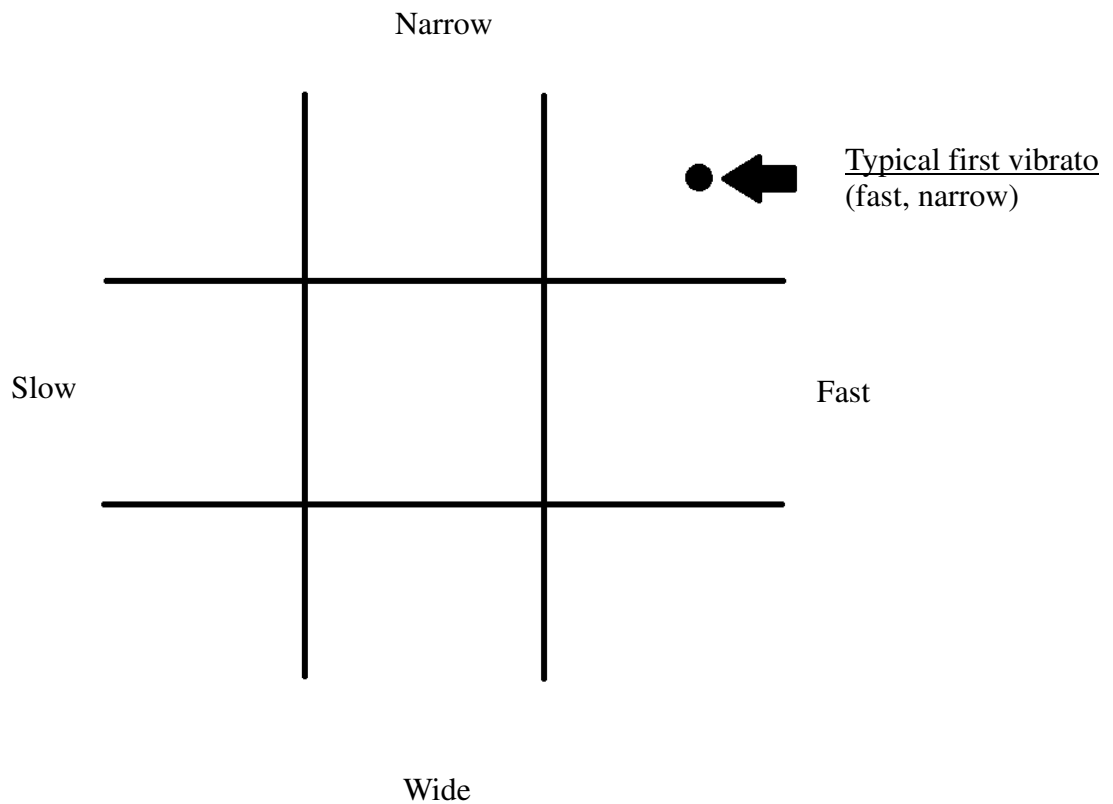 Narrow
Typical first vibrato
(fast, narrow)
Slow
Fast
Wide